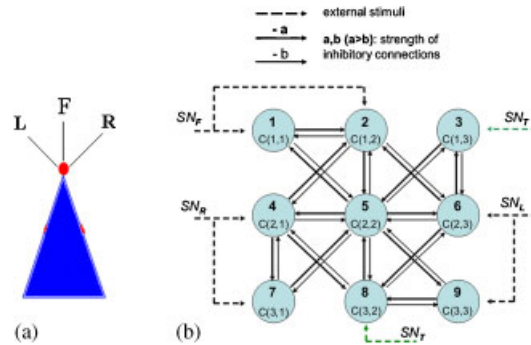 external stimuli
- a
a,b (a>b): strength of
inhibitory connections
- b
L
F
R
SN_F
1
C(1,1)
2
C(1,2)
3
C(1,3)
SN_T
SN_R
4
C(2,1)
5
C(2,2)
6
C(2,3)
SN_L
7
C(3,1)
8
C(3,2)
9
C(3,3)
SN_T
(a)
(b)